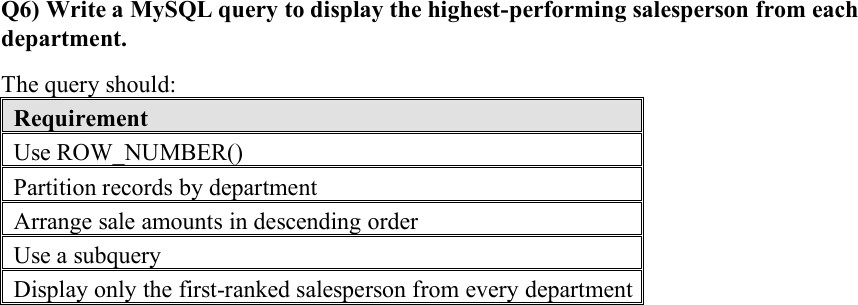 Q6) Write a MySQL query to display the highest-performing salesperson from each
department.
The query should:
Requirement
Use ROW_NUMBER()
Partition records by department
Arrange sale amounts in descending order
Use a subquery
Display only the first-ranked salesperson from every department